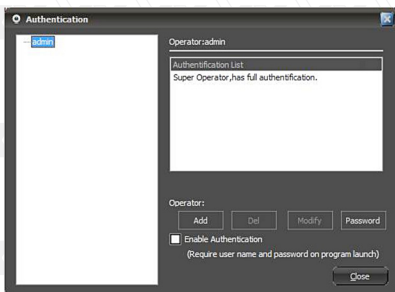 Authentication
admin
Operator:admin
Authentification List
Super Operator,has full authentification.
Operator:
Add Del Modify Password
Enable Authentication
(Require user name and password on program launch)
Close